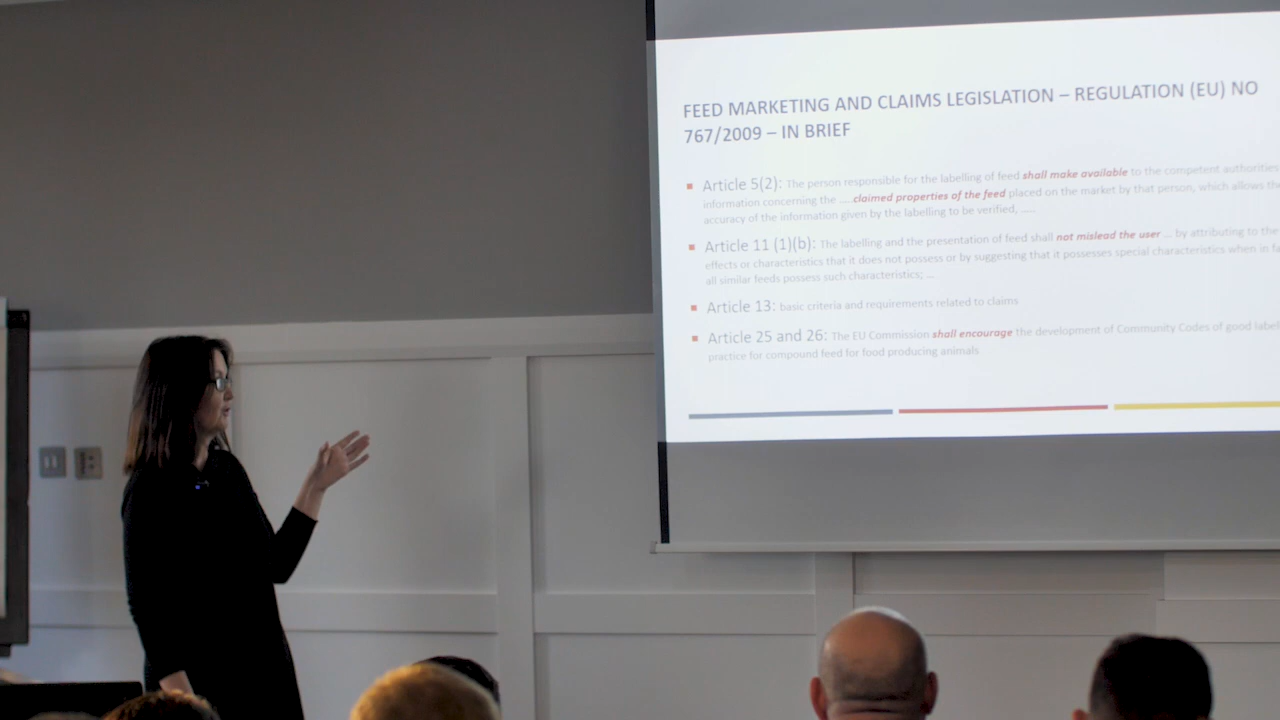 FEED MARKETING AND CLAIMS LEGISLATION – REGULATION (EU) NO
767/2009 – IN BRIEF
Article 5(2): The person responsible for the labelling of feed shall make available to the competent authorities
information concerning the .... claimed properties of the feed placed on the market by that person, which allows the
accuracy of the information given by the labelling to be verified, .....
Article 11 (1)(b): The labelling and the presentation of feed shall not mislead the user ... by attributing to the
effects or characteristics that it does not possess or by suggesting that it possesses special characteristics when in
all similar feeds possess such characteristics; ...
Article 13: basic criteria and requirements related to claims
Article 25 and 26: The EU Commission shall encourage the development of Community Codes of good
practice for compound feed for food producing animals